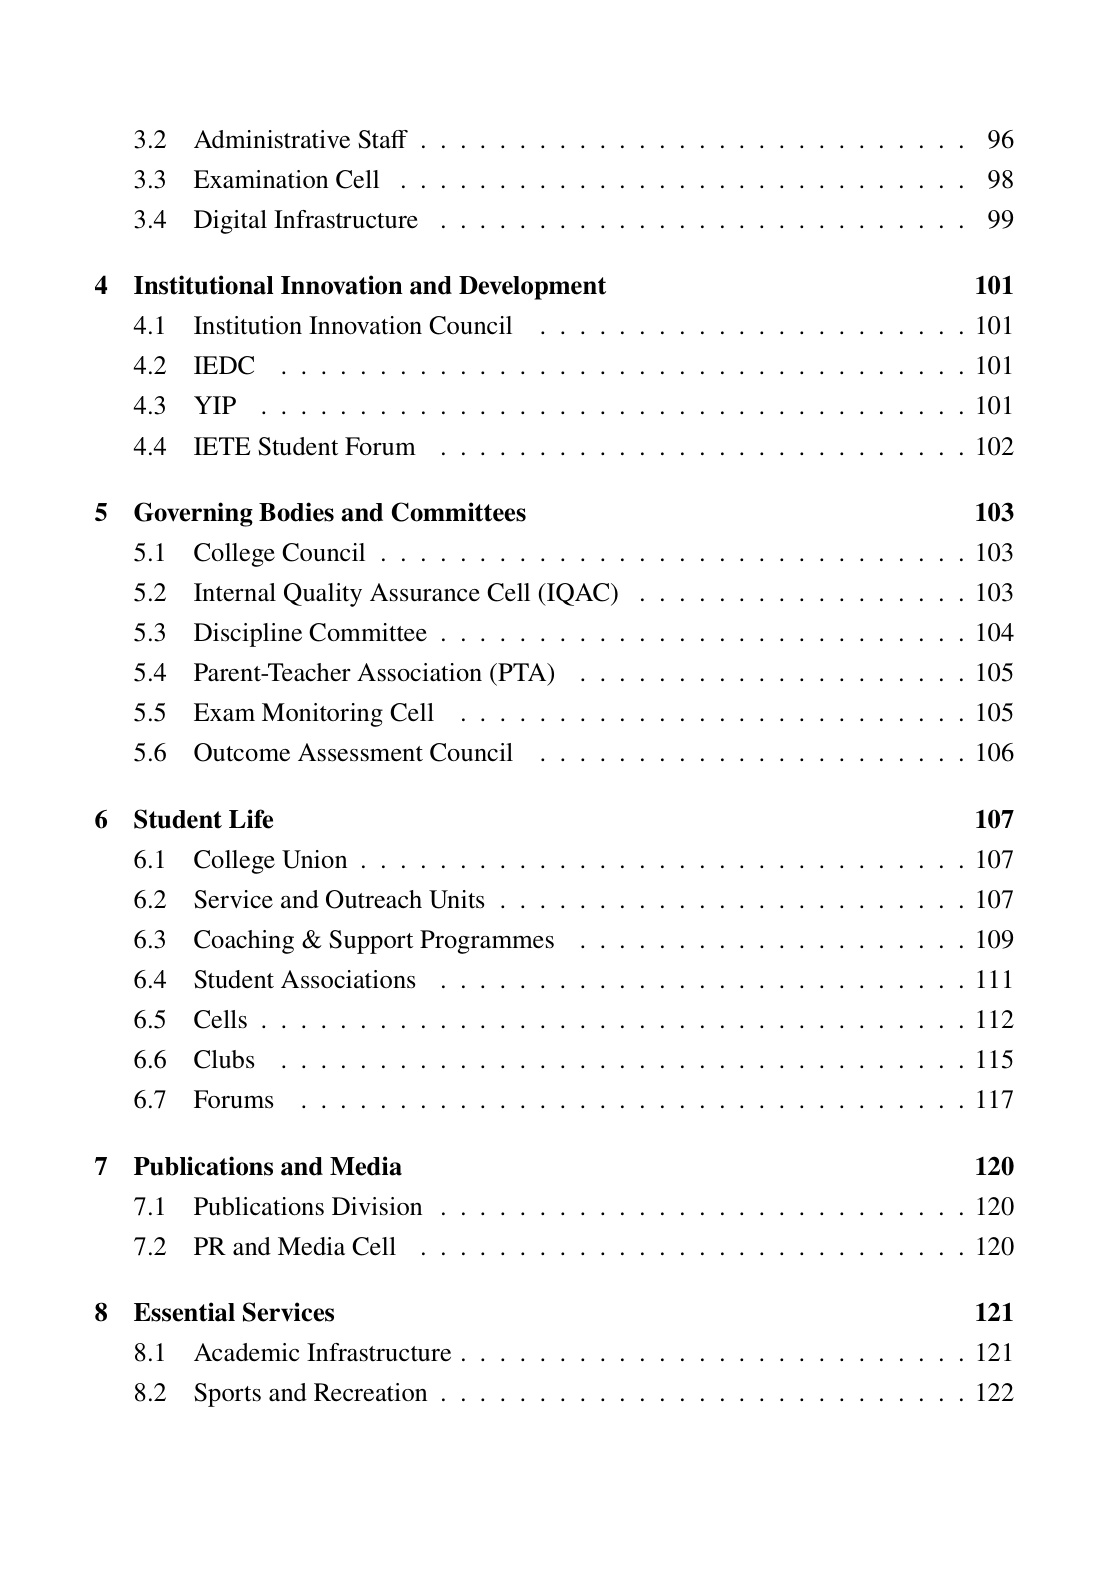 3.2 Administrative Staff . . . . . . . . . . . . . . . . . . . . . . . . . . . . 96
3.3 Examination Cell . . . . . . . . . . . . . . . . . . . . . . . . . . . . . 98
3.4 Digital Infrastructure . . . . . . . . . . . . . . . . . . . . . . . . . . . 99
4 Institutional Innovation and Development 101
4.1 Institution Innovation Council . . . . . . . . . . . . . . . . . . . . . . 101
4.2 IEDC . . . . . . . . . . . . . . . . . . . . . . . . . . . . . . . . . . . 101
4.3 YIP . . . . . . . . . . . . . . . . . . . . . . . . . . . . . . . . . . . . 101
4.4 IETE Student Forum . . . . . . . . . . . . . . . . . . . . . . . . . . . 102
5 Governing Bodies and Committees 103
5.1 College Council . . . . . . . . . . . . . . . . . . . . . . . . . . . . . . 103
5.2 Internal Quality Assurance Cell (IQAC) . . . . . . . . . . . . . . . . . 103
5.3 Discipline Committee . . . . . . . . . . . . . . . . . . . . . . . . . . . 104
5.4 Parent-Teacher Association (PTA) . . . . . . . . . . . . . . . . . . . . 105
5.5 Exam Monitoring Cell . . . . . . . . . . . . . . . . . . . . . . . . . . 105
5.6 Outcome Assessment Council . . . . . . . . . . . . . . . . . . . . . . 106
6 Student Life 107
6.1 College Union . . . . . . . . . . . . . . . . . . . . . . . . . . . . . . . 107
6.2 Service and Outreach Units . . . . . . . . . . . . . . . . . . . . . . . . 107
6.3 Coaching & Support Programmes . . . . . . . . . . . . . . . . . . . . 109
6.4 Student Associations . . . . . . . . . . . . . . . . . . . . . . . . . . . 111
6.5 Cells . . . . . . . . . . . . . . . . . . . . . . . . . . . . . . . . . . . . 112
6.6 Clubs . . . . . . . . . . . . . . . . . . . . . . . . . . . . . . . . . . . 115
6.7 Forums . . . . . . . . . . . . . . . . . . . . . . . . . . . . . . . . . . 117
7 Publications and Media 120
7.1 Publications Division . . . . . . . . . . . . . . . . . . . . . . . . . . . 120
7.2 PR and Media Cell . . . . . . . . . . . . . . . . . . . . . . . . . . . . 120
8 Essential Services 121
8.1 Academic Infrastructure . . . . . . . . . . . . . . . . . . . . . . . . . . 121
8.2 Sports and Recreation . . . . . . . . . . . . . . . . . . . . . . . . . . . 122